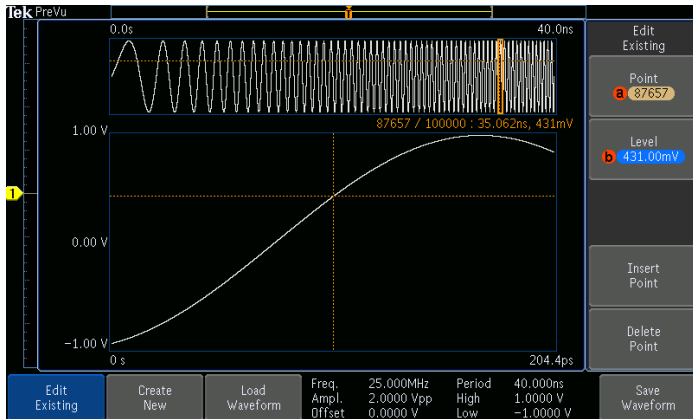 Tek PreVu
T
0.0s 40.0ns
87657 / 100000 : 35.062ns, 431mV
1.00 V
1
0.00 V
-1.00 V
0 s 204.4ps
Edit
Existing
Point
a 87657
Level
b 431.00mV
Insert
Point
Delete
Point
Edit
Existing
Create
New
Load
Waveform
Freq. 25.000MHz Period 40.000ns
Ampl. 2.0000 Vpp High 1.0000 V
Offset 0.0000 V Low -1.0000 V
Save
Waveform